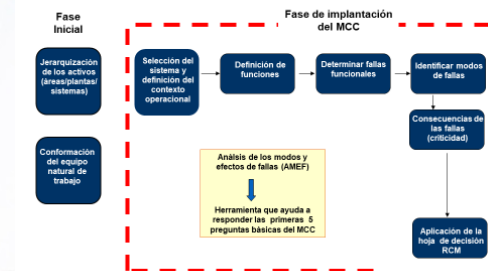 Fase
Inicial
Fase de implantación
del MCC
Jerarquización
de los activos
(áreas/plantas/
sistemas)
Selección del
sistema y
definición del
contexto
operacional
Definición de
funciones
Determinar fallas
funcionales
Identificar modos
de fallas
Conformación
del equipo
natural de
trabajo
Consecuencias de
las fallas
(criticidad)
Análsis de los modos y
efectos de fallas (AMEF)
Herramienta que ayuda a
responder las primeras 5
preguntas básicas del MCC
Aplicación de la
hoja de decisión
RCM